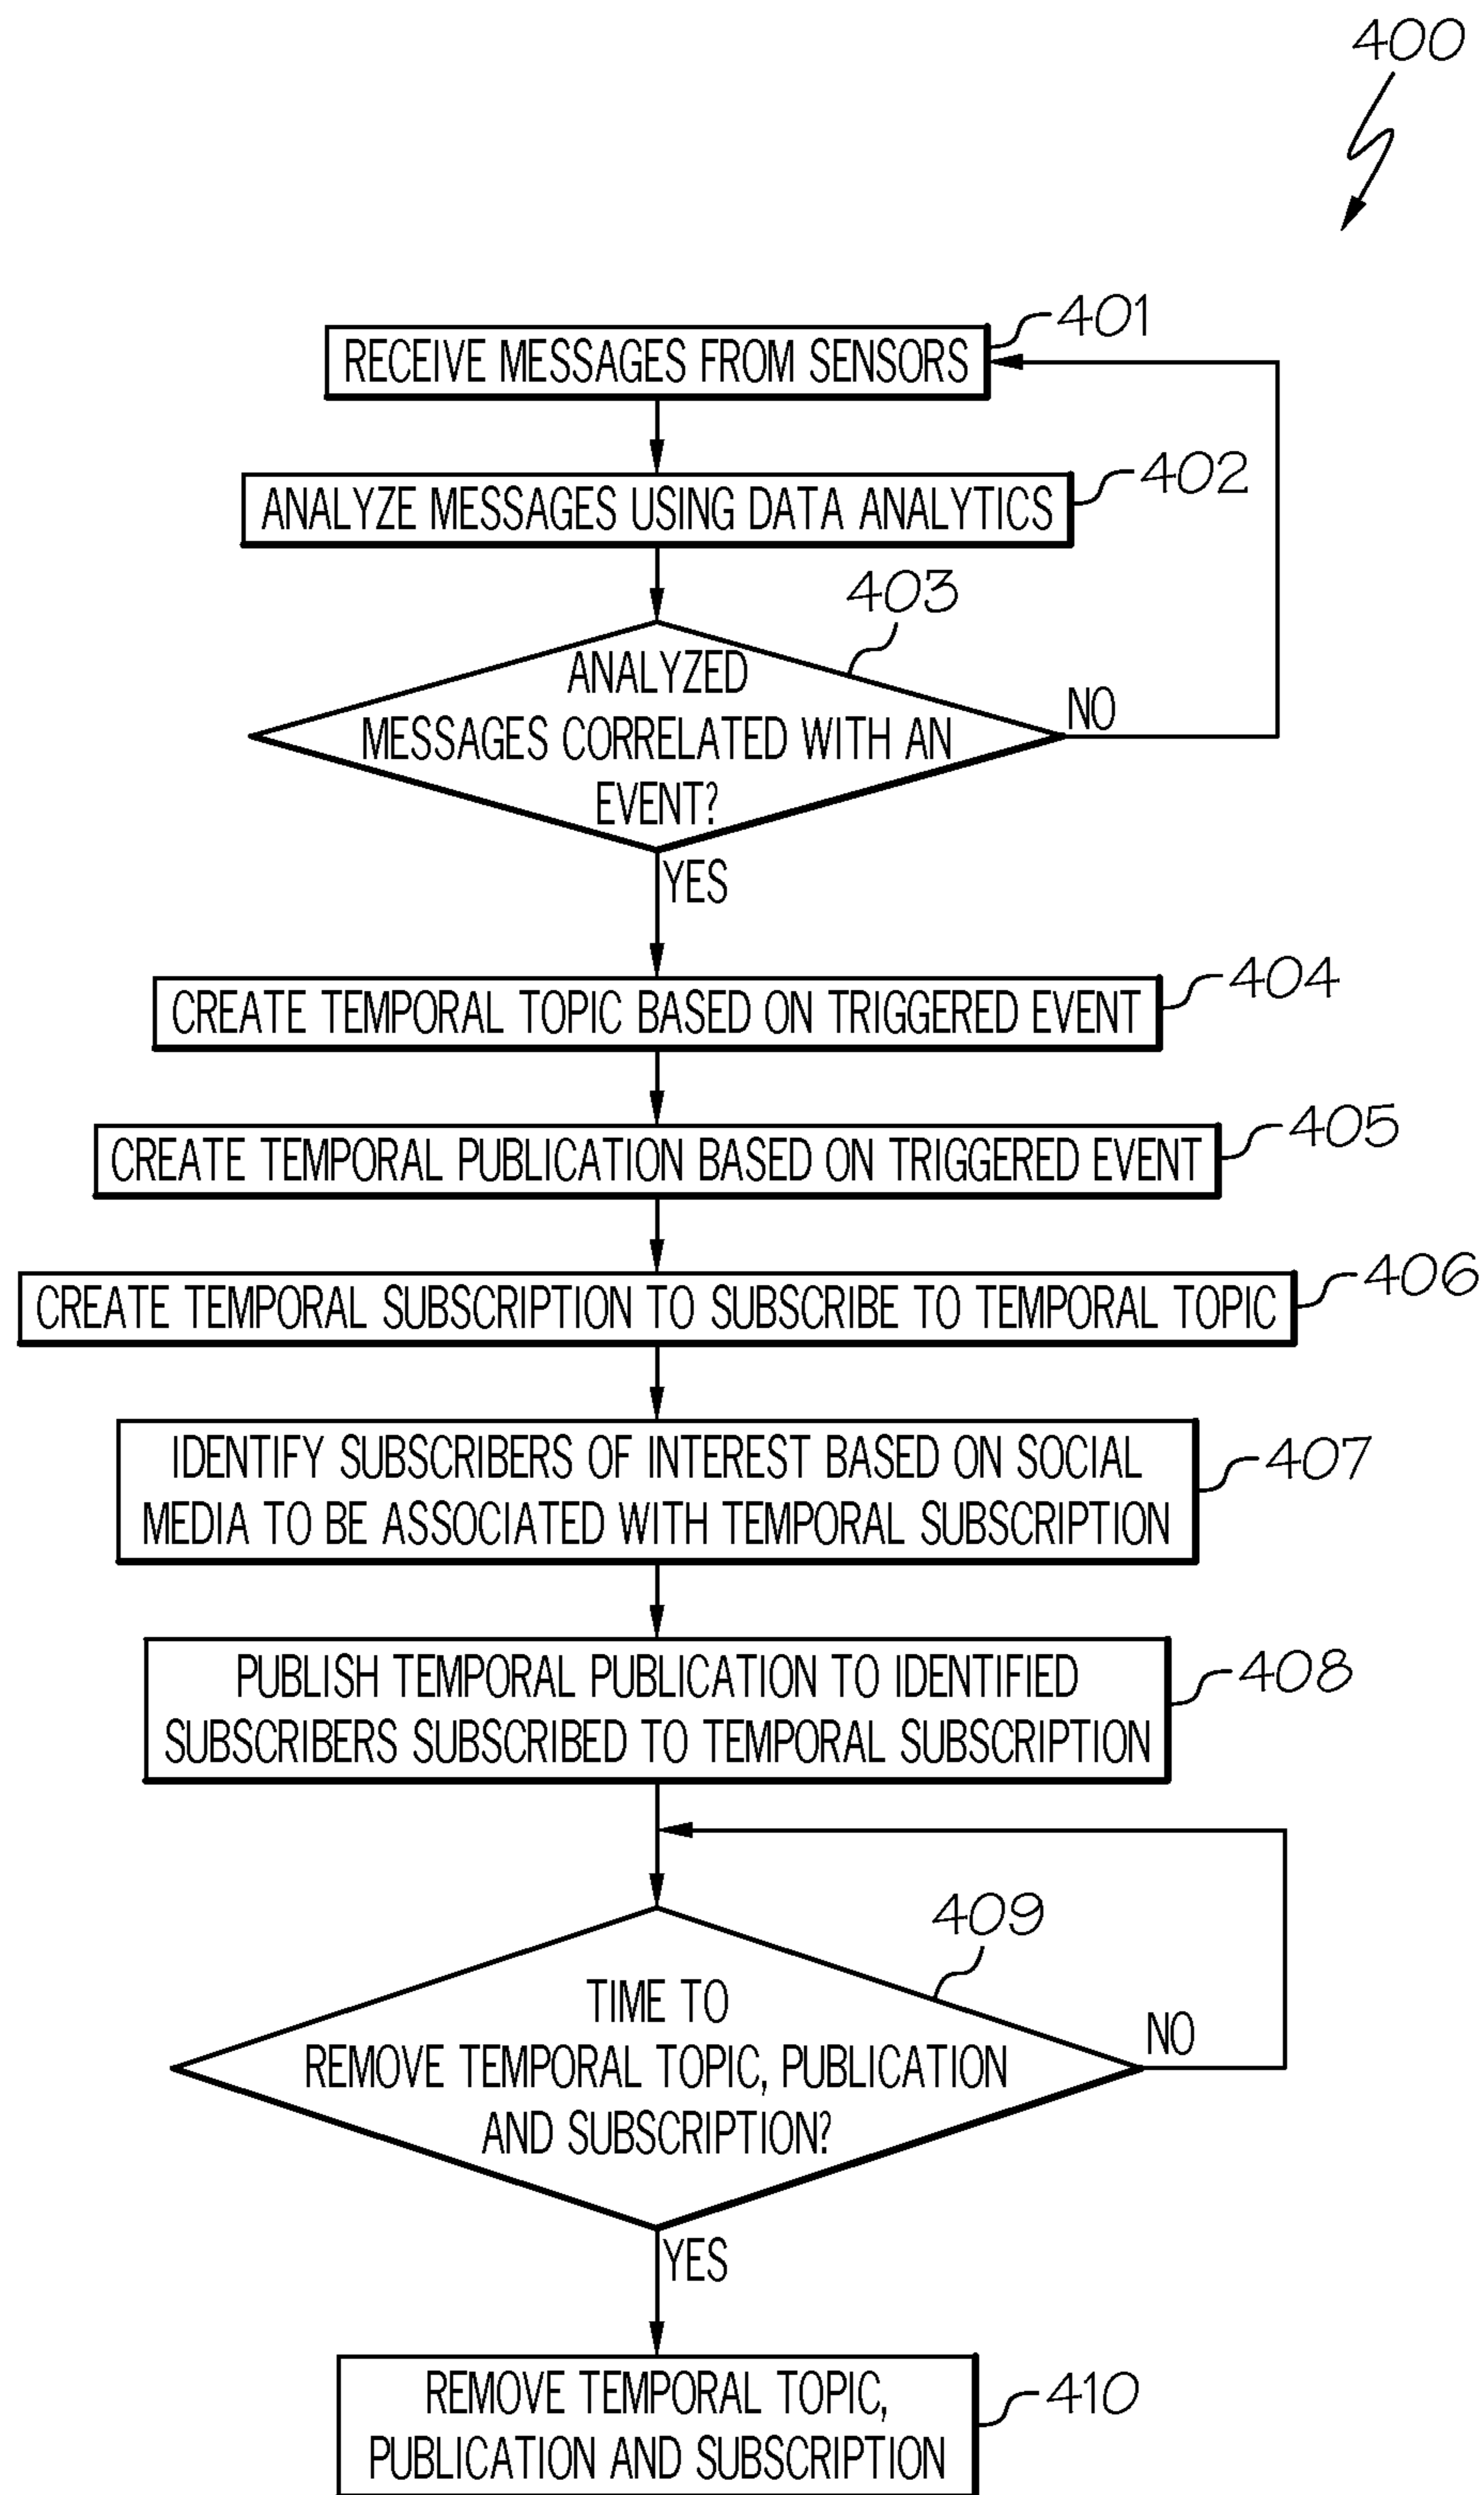 400
401
RECEIVE MESSAGES FROM SENSORS
402
ANALYZE MESSAGES USING DATA ANALYTICS
403
ANALYZED
MESSAGES CORRELATED WITH AN
EVENT?
NO
YES
404
CREATE TEMPORAL TOPIC BASED ON TRIGGERED EVENT
405
CREATE TEMPORAL PUBLICATION BASED ON TRIGGERED EVENT
406
CREATE TEMPORAL SUBSCRIPTION TO SUBSCRIBE TO TEMPORAL TOPIC
407
IDENTIFY SUBSCRIBERS OF INTEREST BASED ON SOCIAL
MEDIA TO BE ASSOCIATED WITH TEMPORAL SUBSCRIPTION
408
PUBLISH TEMPORAL PUBLICATION TO IDENTIFIED
SUBSCRIBERS SUBSCRIBED TO TEMPORAL SUBSCRIPTION
409
TIME TO
REMOVE TEMPORAL TOPIC, PUBLICATION
AND SUBSCRIPTION?
NO
YES
410
REMOVE TEMPORAL TOPIC,
PUBLICATION AND SUBSCRIPTION